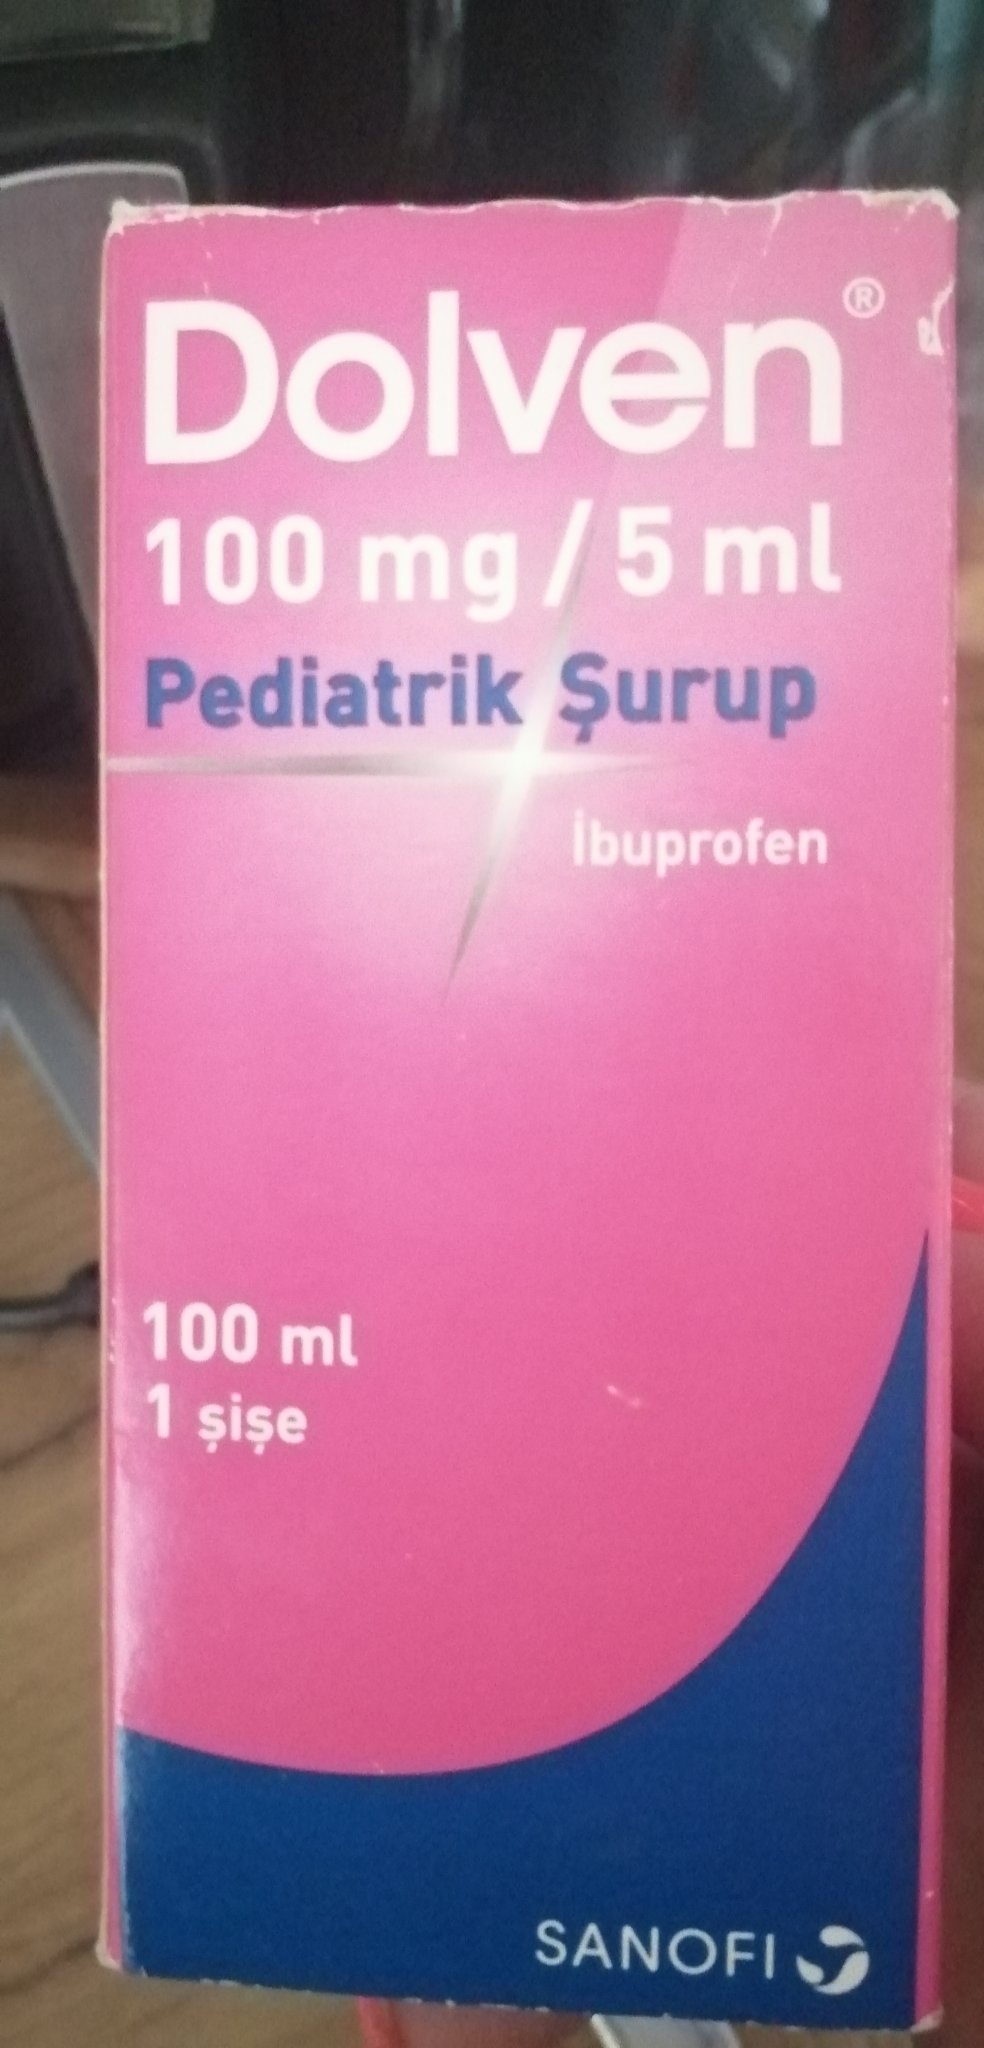 Dolven®
100 mg / 5 ml
Pediatrik Şurup
İbuprofen
100 ml
1 şişe
SANOFI